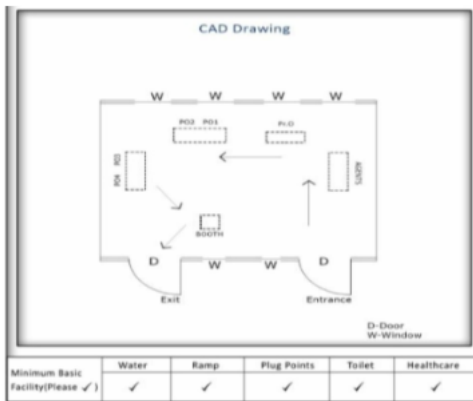 CAD Drawing
W W W W
PO2 PO1
Pr.O
PO4 PO3
AGENTS
BOOTH
D W W D
Exit Entrance
D-Door
W-Window
Minimum Basic Facility(Please ✓) Water Ramp Plug Points Toilet Healthcare
✓ ✓ ✓ ✓ ✓